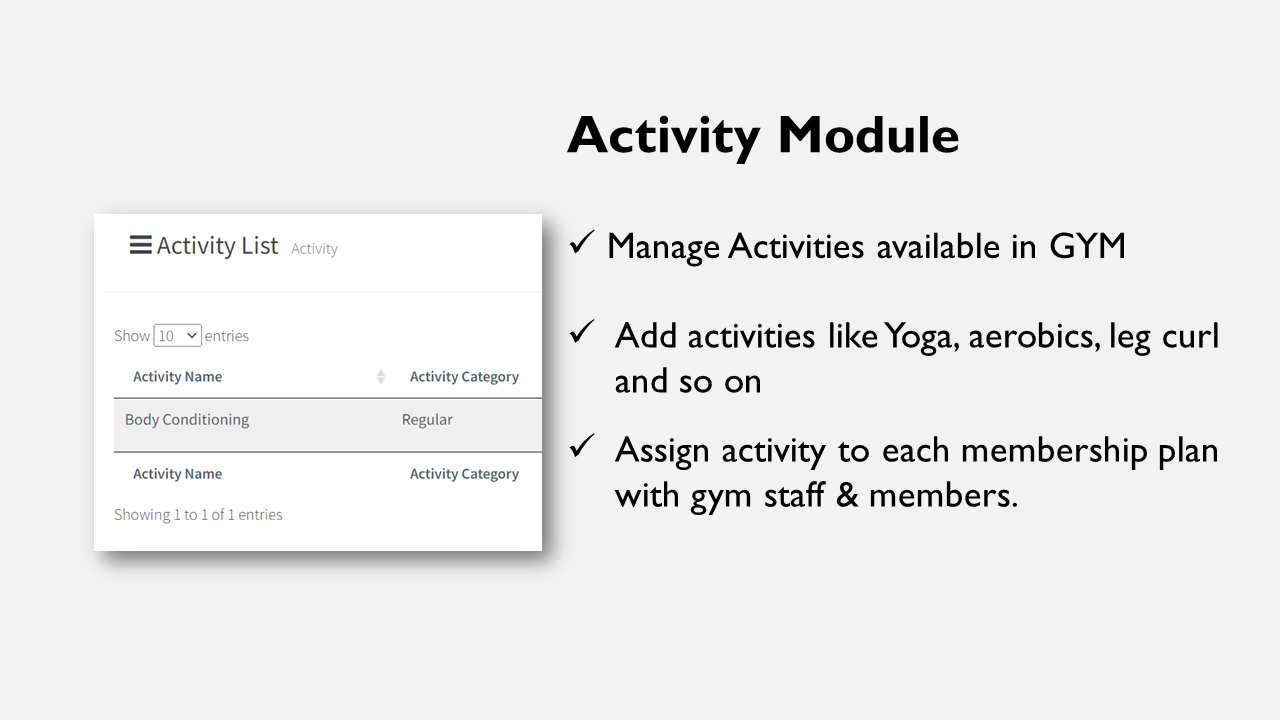 Activity Module
Activity List Activity
Show 10 entries
Activity Name Activity Category
Body Conditioning Regular
Activity Name Activity Category
Showing 1 to 1 of 1 entries
✓ Manage Activities available in GYM
✓ Add activities like Yoga, aerobics, leg curl
and so on
✓ Assign activity to each membership plan
with gym staff & members.